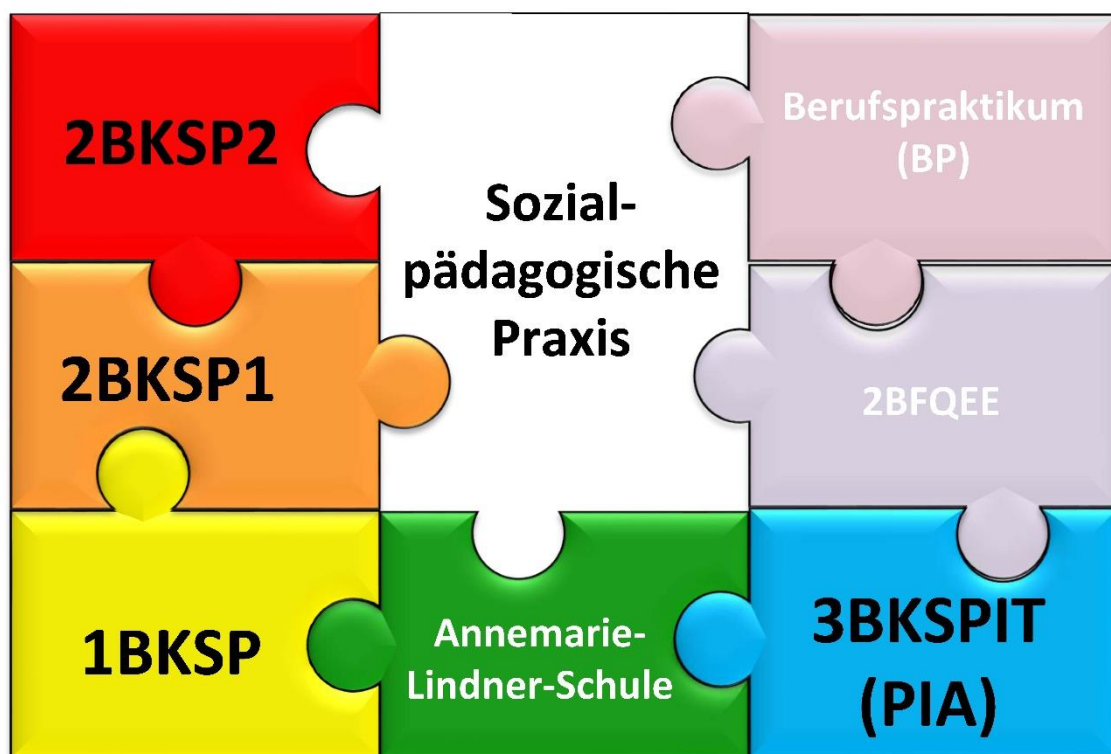 2BKSP2
Sozial-
pädagogische
Praxis
Berufspraktikum
(BP)
2BKSP1
2BFQEE
1BKSP
Annemarie-
Lindner-Schule
3BKSPIT
(PIA)